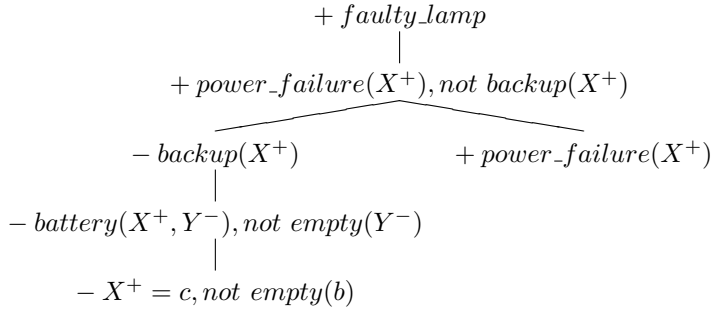 + faulty_lamp
+ power_failure(X⁺), not backup(X⁺)
− backup(X⁺) + power_failure(X⁺)
− battery(X⁺, Y⁻), not empty(Y⁻)
− X⁺ = c, not empty(b)